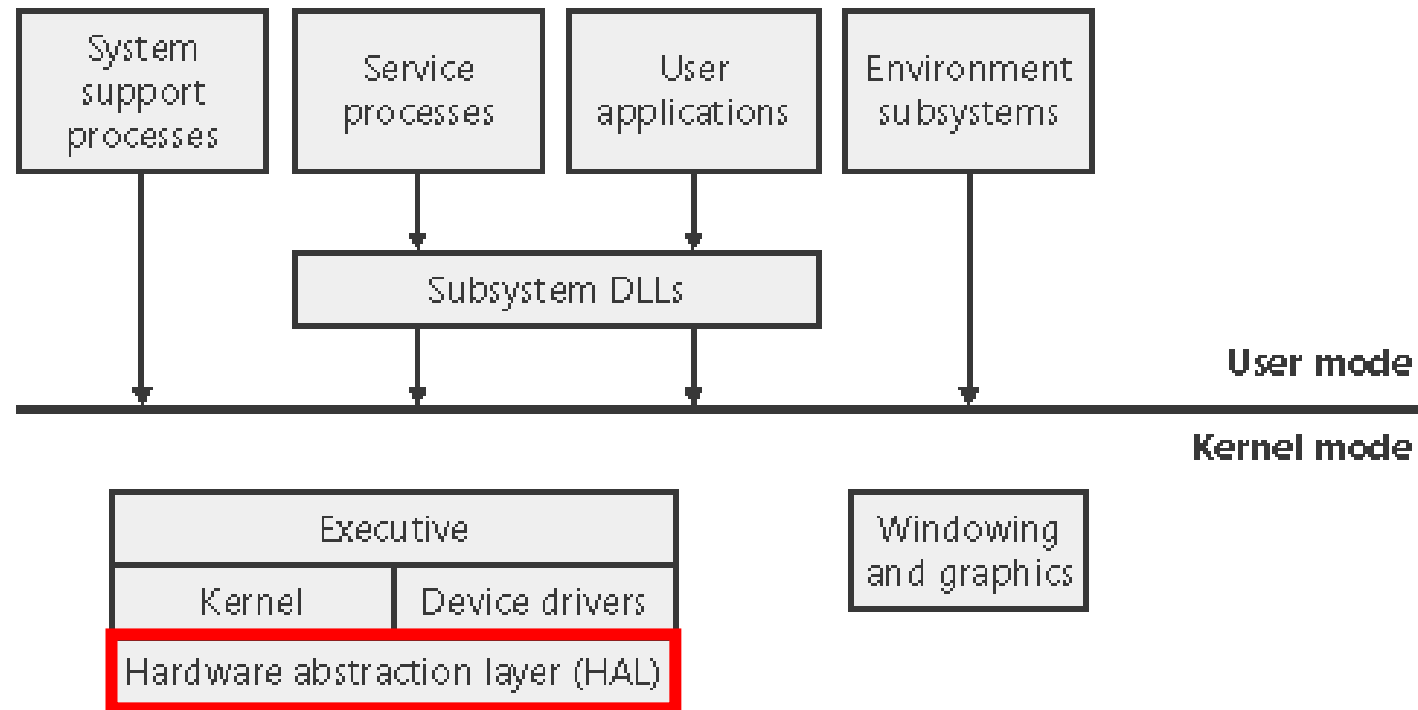 System
support
processes
Service
processes
User
applications
Environment
subsystems
Subsystem DLLs
User mode
Kernel mode
Executive
Windowing
and graphics
Kernel
Device drivers
Hardware abstraction layer (HAL)